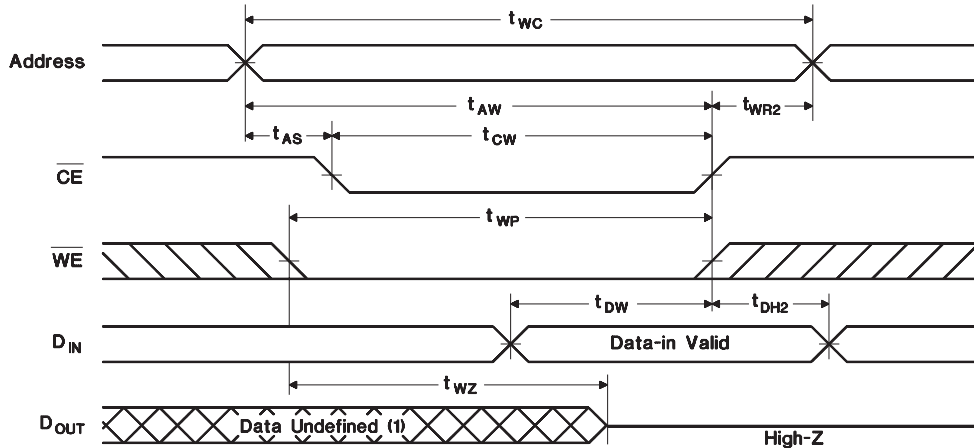 tWC
Address
tAW
tWR2
tAS
tCW
CE
tWP
WE
tDW
tDH2
DIN
Data-in Valid
tWZ
DOUT
Data Undefined (1)
High-Z